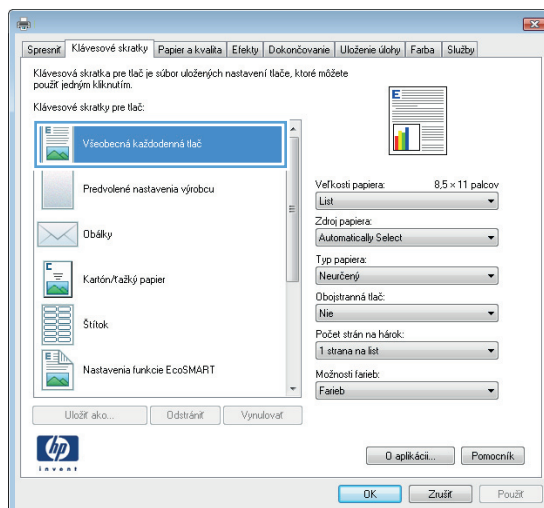 Spresniť Klávesové skratky Papier a kvalita Efekty Dokončovanie Uloženie úlohy Farba Služby
Klávesová skratka pre tlač je súbor uložených nastavení tlače, ktoré môžete
použiť jedným kliknutím.
Klávesové skratky pre tlač:
Všeobecná každodenná tlač
Predvolené nastavenia výrobcu
Obálky
Kartón/ťažký papier
Štítok
Nastavenia funkcie EcoSMART
Uložiť ako...
Odstrániť
Vynulovať
Veľkosti papiera: 8,5 × 11 palcov
List
Zdroj papiera:
Automatically Select
Typ papiera:
Neurčený
Obojstranná tlač:
Nie
Počet strán na hárok:
1 strana na list
Možnosti farieb:
Farieb
hp
invent
O aplikácii...
Pomocník
OK
Zrušiť
Použiť